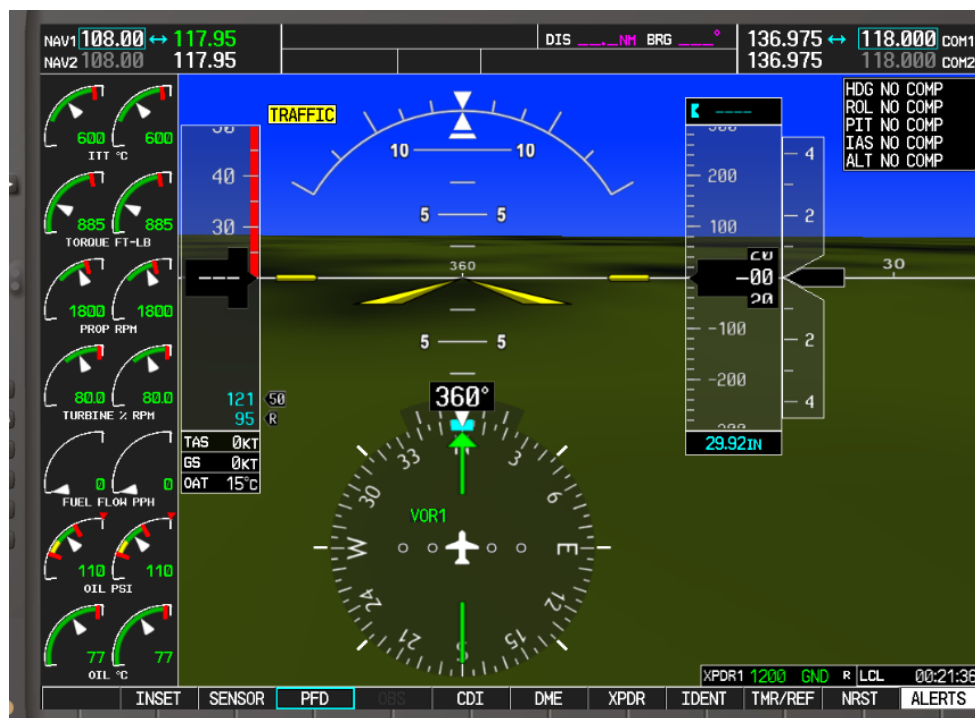 NAV1 108.00 ↔ 117.95
NAV2 108.00 117.95
DIS __._NM BRG ___°
136.975 ↔ 118.000 COM1
136.975 118.000 COM2
600 600
ITT °C
885 885
TORQUE FT-LB
1800 1800
PROP RPM
80.0 80.0
TURBINE % RPM
0 0
FUEL FLOW PPH
110 110
OIL PSI
77 77
OIL °C
TRAFFIC
40
30
---
121 50
95 R
TAS 0KT
GS 0KT
OAT 15°C
10 10
5 5
360
5 5
360°
33 3
30 6
VOR1
W E
24 12
21 15
S
----
200
100
-00
20
-100
-200
29.92IN
4
2
2
4
30
HDG NO COMP
ROL NO COMP
PIT NO COMP
IAS NO COMP
ALT NO COMP
XPDR1 1200 GND R LCL 00:21:36
INSET SENSOR PFD OBS CDI DME XPDR IDENT TMR/REF NRST ALERTS